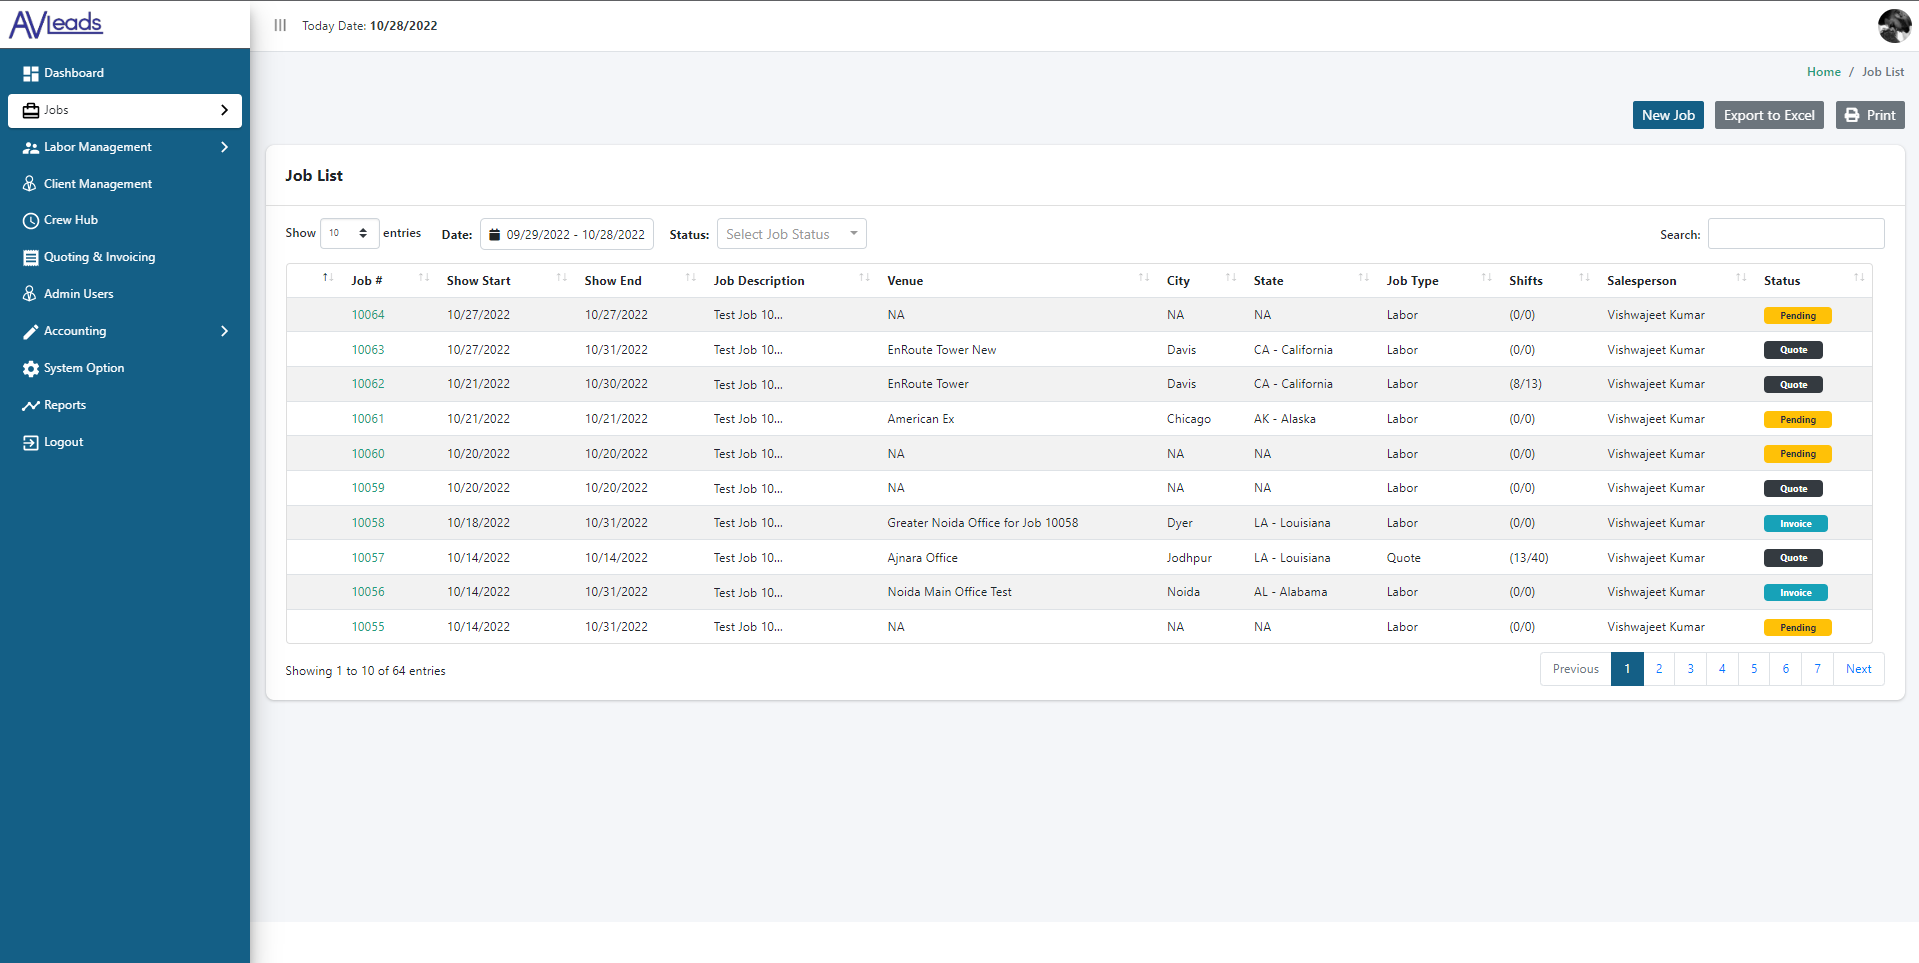 AVLeads
Today Date: 10/28/2022
Dashboard
Jobs
Labor Management
Client Management
Crew Hub
Quoting & Invoicing
Admin Users
Accounting
System Option
Reports
Logout
Home / Job List
New Job Export to Excel Print
Job List
Show 10 entries Date: 09/29/2022 - 10/28/2022 Status: Select Job Status Search:
Job # Show Start Show End Job Description Venue City State Job Type Shifts Salesperson Status
10064 10/27/2022 10/27/2022 Test Job 10... NA NA NA Labor (0/0) Vishwajeet Kumar Pending
10063 10/27/2022 10/31/2022 Test Job 10... EnRoute Tower New Davis CA - California Labor (0/0) Vishwajeet Kumar Quote
10062 10/21/2022 10/30/2022 Test Job 10... EnRoute Tower Davis CA - California Labor (8/13) Vishwajeet Kumar Quote
10061 10/21/2022 10/21/2022 Test Job 10... American Ex Chicago AK - Alaska Labor (0/0) Vishwajeet Kumar Pending
10060 10/20/2022 10/20/2022 Test Job 10... NA NA NA Labor (0/0) Vishwajeet Kumar Pending
10059 10/20/2022 10/20/2022 Test Job 10... NA NA NA Labor (0/0) Vishwajeet Kumar Quote
10058 10/18/2022 10/31/2022 Test Job 10... Greater Noida Office for Job 10058 Dyer LA - Louisiana Labor (0/0) Vishwajeet Kumar Invoice
10057 10/14/2022 10/14/2022 Test Job 10... Ajnara Office Jodhpur LA - Louisiana Quote (13/40) Vishwajeet Kumar Quote
10056 10/14/2022 10/31/2022 Test Job 10... Noida Main Office Test Noida AL - Alabama Labor (0/0) Vishwajeet Kumar Invoice
10055 10/14/2022 10/31/2022 Test Job 10... NA NA NA Labor (0/0) Vishwajeet Kumar Pending
Showing 1 to 10 of 64 entries
Previous 1 2 3 4 5 6 7 Next